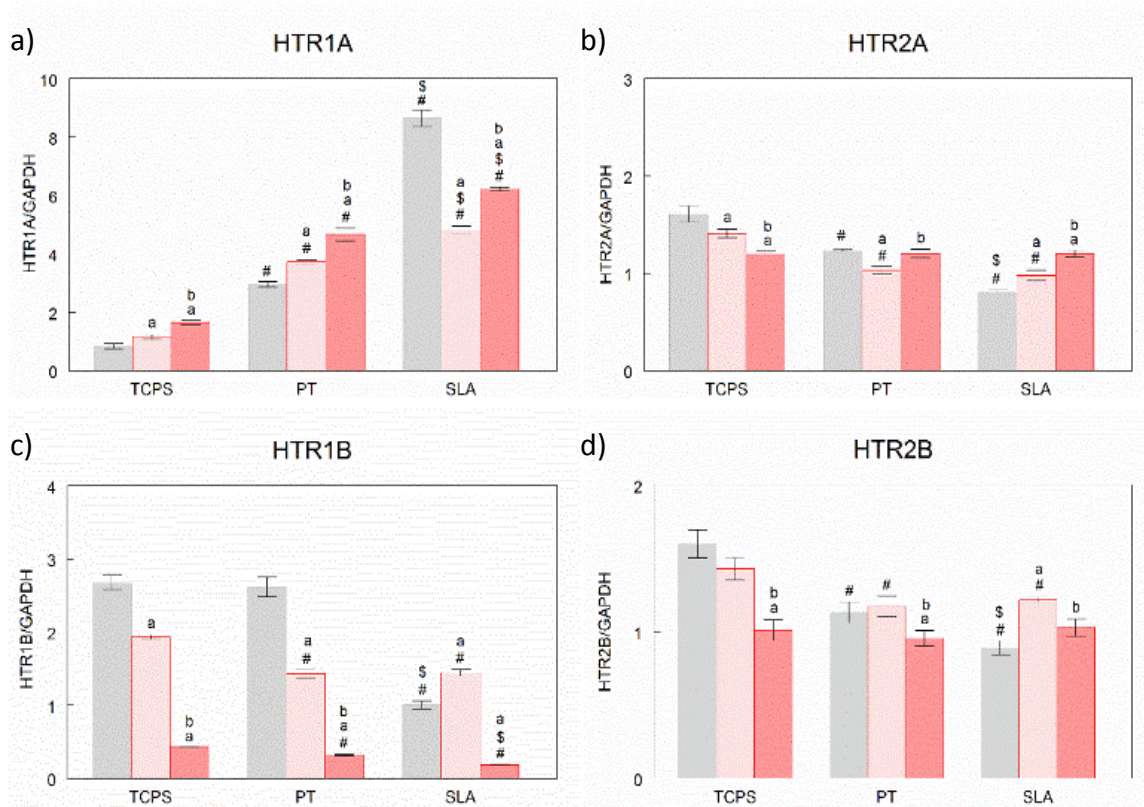 a)
HTR1A
HTR1A/GAPDH
10
8
6
4
2
0
a
b
a
#
a
#
b
a
#
$
#
a
$
#
b
a
$
#
TCPS PT SLA
b)
HTR2A
HTR2A/GAPDH
3
2
1
0
a
b
a
#
a
#
b
$
#
a
#
b
a
TCPS PT SLA
c)
HTR1B
HTR1B/GAPDH
4
3
2
1
0
a
b
a
a
#
b
a
#
$
#
a
#
a
$
#
TCPS PT SLA
d)
HTR2B
HTR2B/GAPDH
2
1
0
b
a
#
#
b
a
$
#
a
#
b
TCPS PT SLA